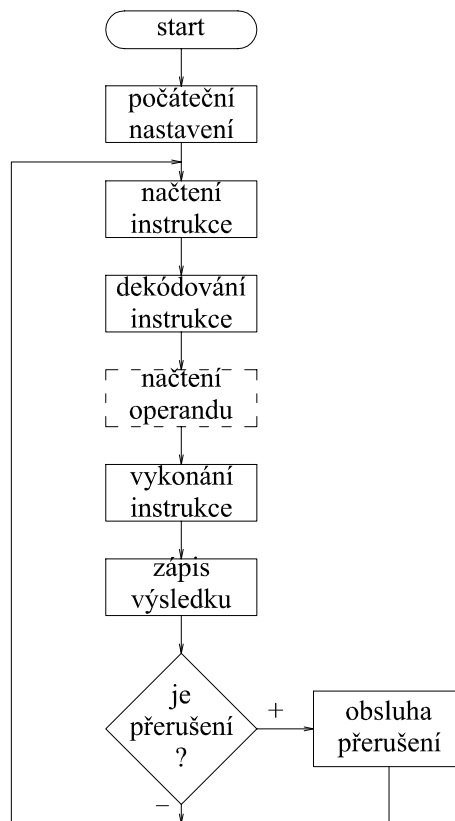 start
počáteční
nastavení
načtení
instrukce
dekódování
instrukce
načtení
operandu
vykonání
instrukce
zápis
výsledku
je
přerušení
?
+
obsluha
přerušení
−